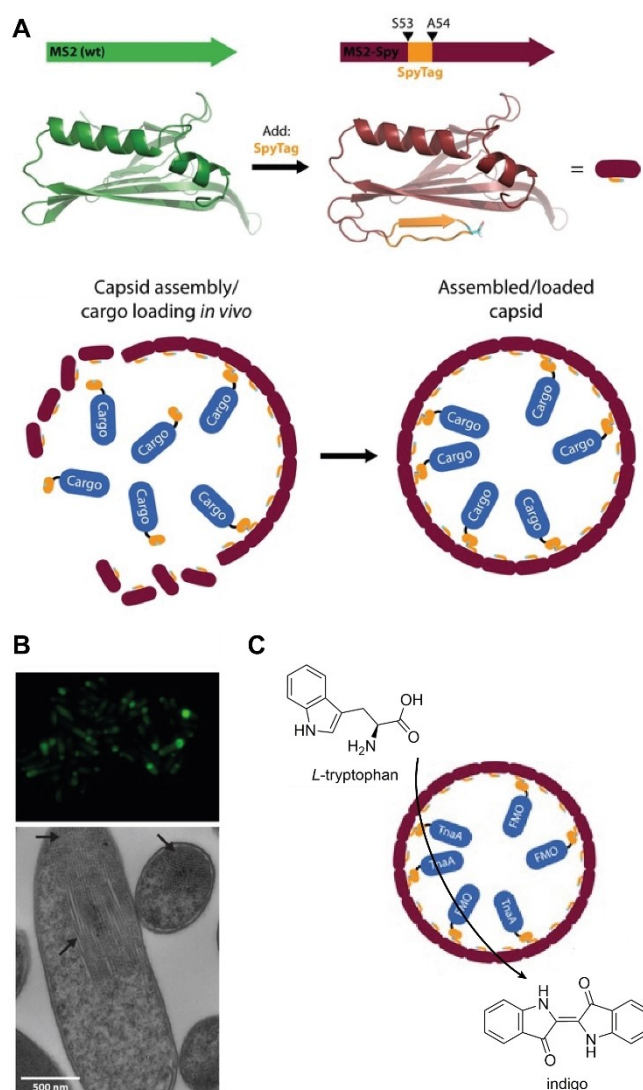 A
MS2 (wt)
S53 A54
MS2-Spy
SpyTag
Add:
SpyTag
=
Capsid assembly/
cargo loading in vivo
Assembled/loaded
capsid
Cargo
Cargo
Cargo
Cargo
Cargo
Cargo
Cargo
Cargo
Cargo
Cargo
Cargo
Cargo
B
500 nm
C
OH
O
HN
H2N
L-tryptophan
TnaA
TnaA
FMO
FMO
FMO
TnaA
H
N
O
O
N
H
indigo